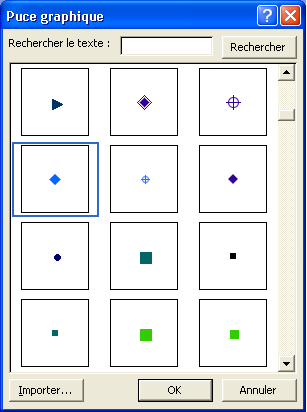 Puce graphique
Rechercher le texte :
Rechercher
Importer...
OK
Annuler